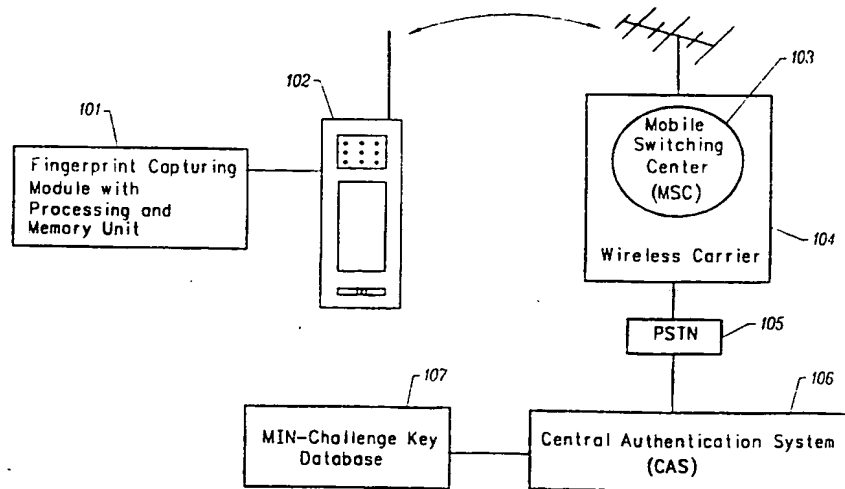 103
102
101
Fingerprint Capturing
Module with
Processing and
Memory Unit
Mobile
Switching
Center
(MSC)
Wireless Carrier
104
PSTN
105
107
106
MIN-Challenge Key
Database
Central Authentication System
(CAS)